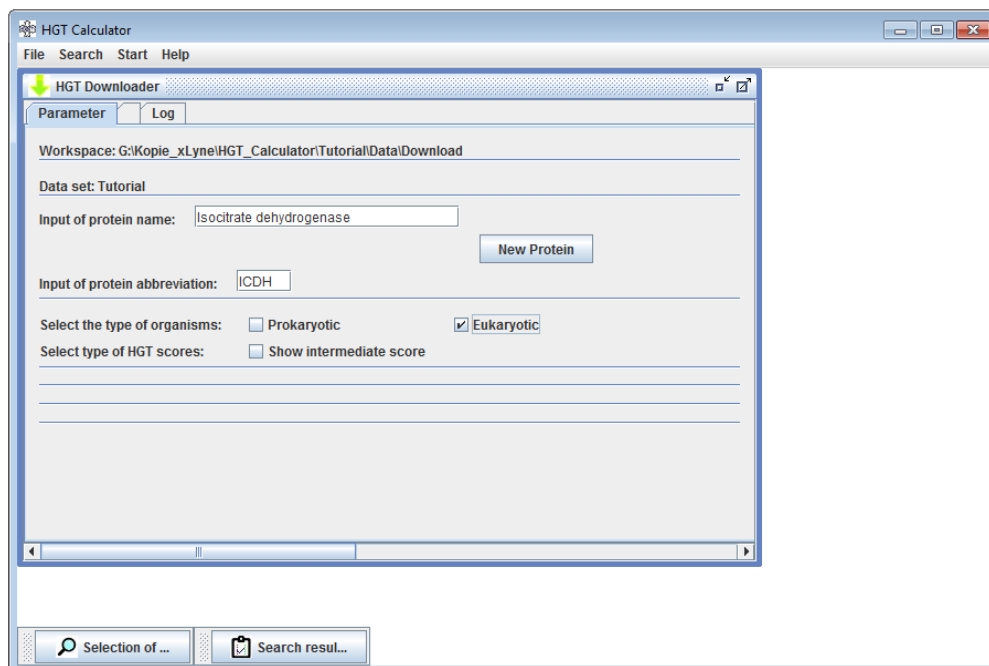 HGT Calculator
File Search Start Help
HGT Downloader
Parameter Log
Workspace: G:\Kopie_xLyne\HGT_Calculator\Tutorial\Data\Download
Data set: Tutorial
Input of protein name: Isocitrate dehydrogenase
New Protein
Input of protein abbreviation: ICDH
Select the type of organisms: Prokaryotic Eukaryotic
Select type of HGT scores: Show intermediate score
Selection of ... Search resul...